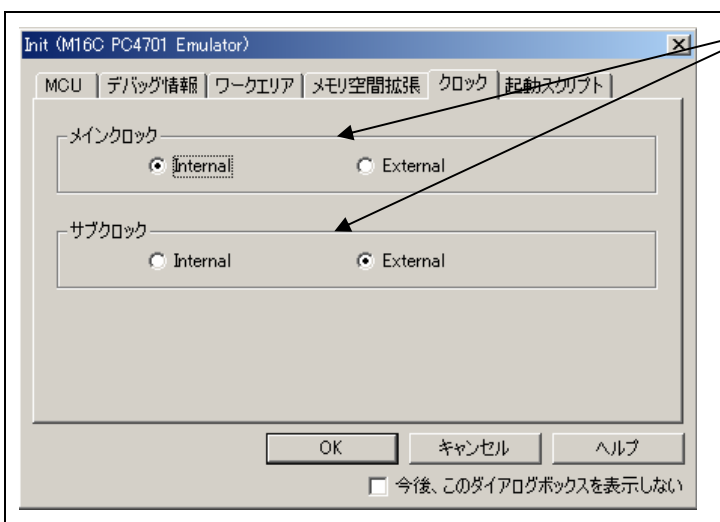 Init (M16C PC4701 Emulator)
MCU デバッグ情報 ワークエリア メモリ空間拡張 クロック 起動スクリプト
メインクロック
Internal External
サブクロック
Internal External
OK キャンセル ヘルプ
今後、このダイアログボックスを表示しない